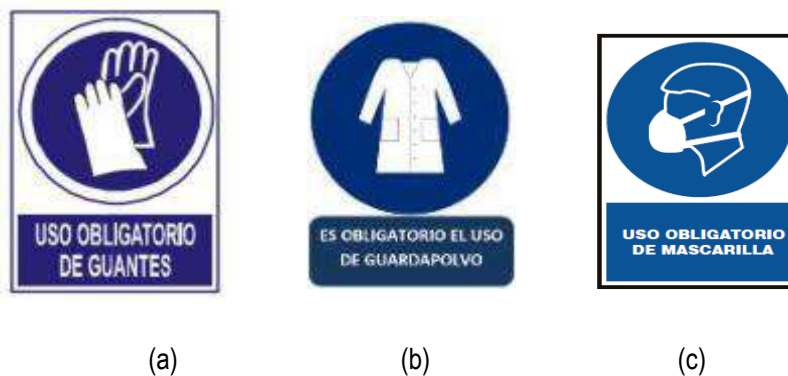 USO OBLIGATORIO
DE GUANTES
ES OBLIGATORIO EL USO
DE GUARDAPOLVO
USO OBLIGATORIO
DE MASCARILLA
(a)
(b)
(c)